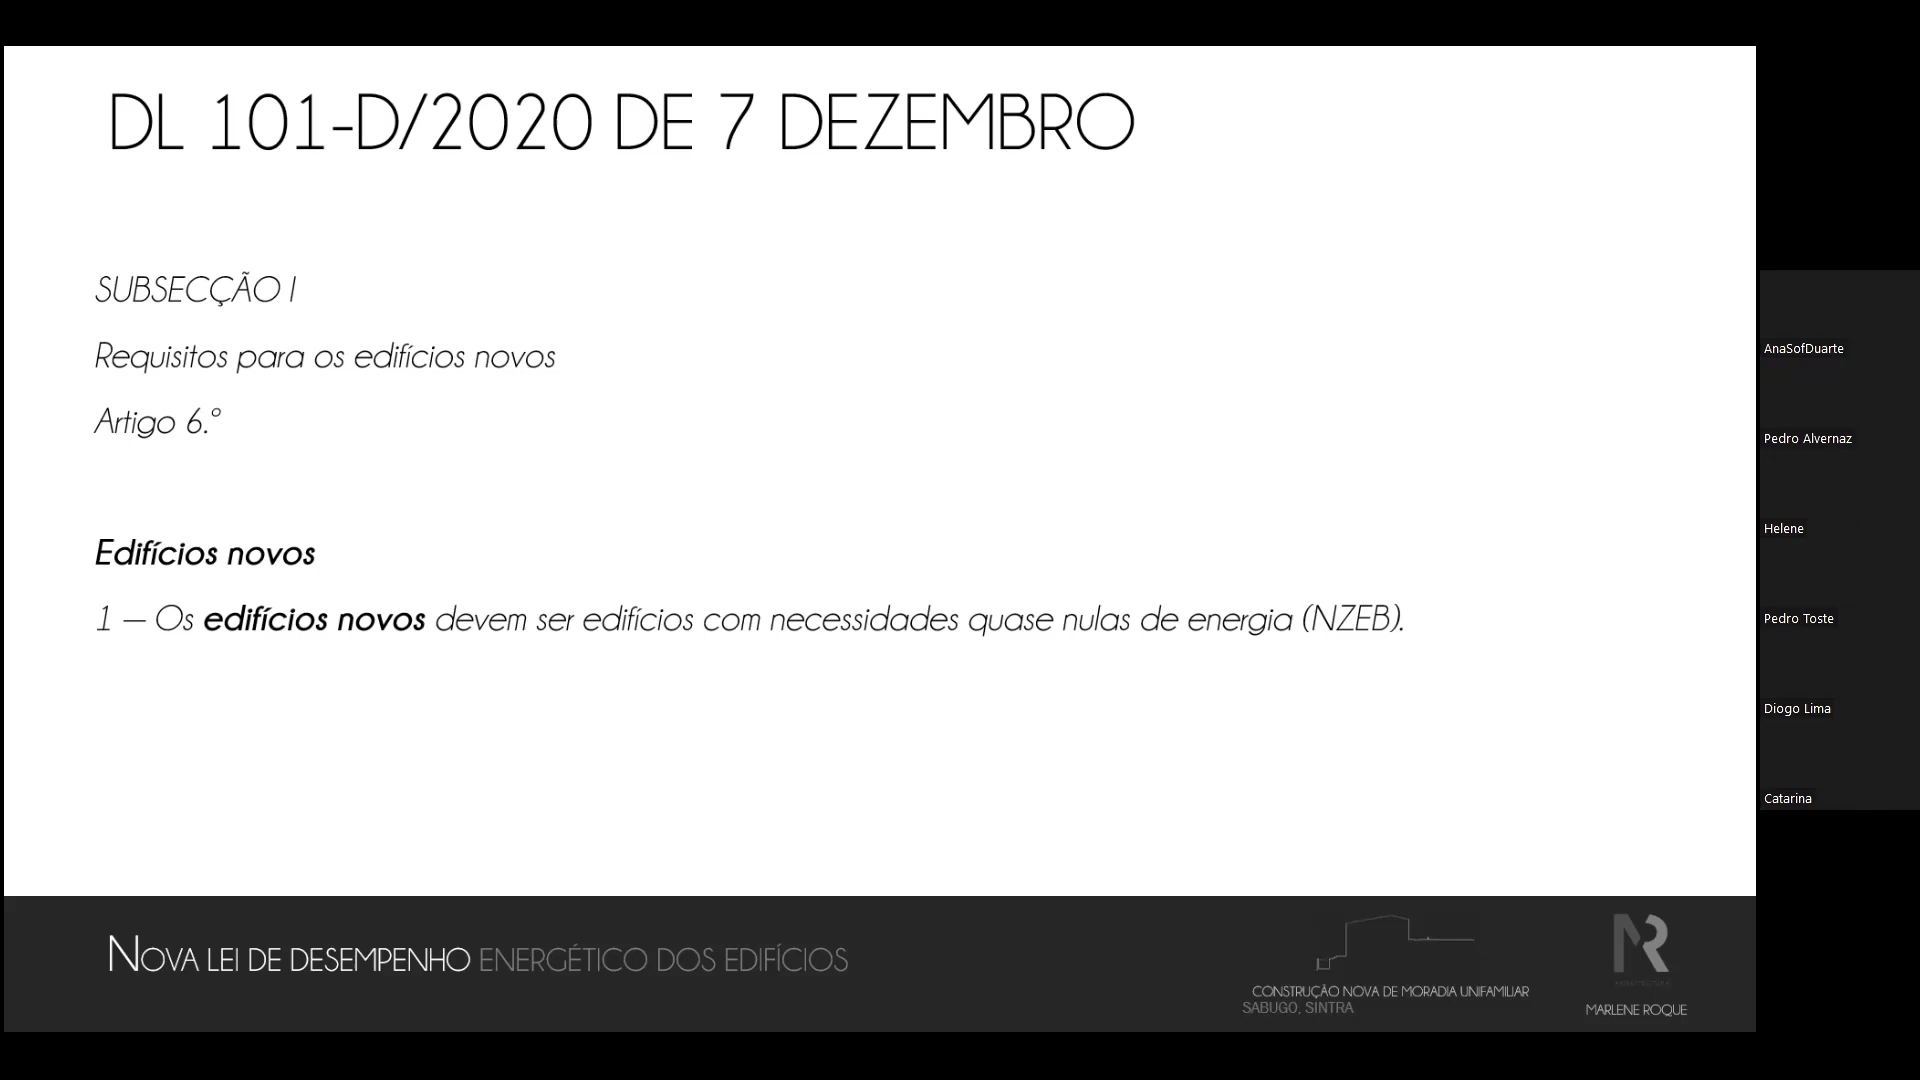 DL 101-D/2020 DE 7 DEZEMBRO
SUBSECÇÃO I
Requisitos para os edifícios novos
Artigo 6.º
Edifícios novos
1 — Os edifícios novos devem ser edifícios com necessidades quase nulas de energia (NZEB).
NOVA LEI DE DESEMPENHO ENERGÉTICO DOS EDIFÍCIOS
CONSTRUÇÃO NOVA DE MORADIA UNIFAMILIAR
SABUGO, SINTRA
MR
MARLENE ROQUE
AnaSofDuarte
Pedro Alvernaz
Helene
Pedro Toste
Diogo Lima
Catarina